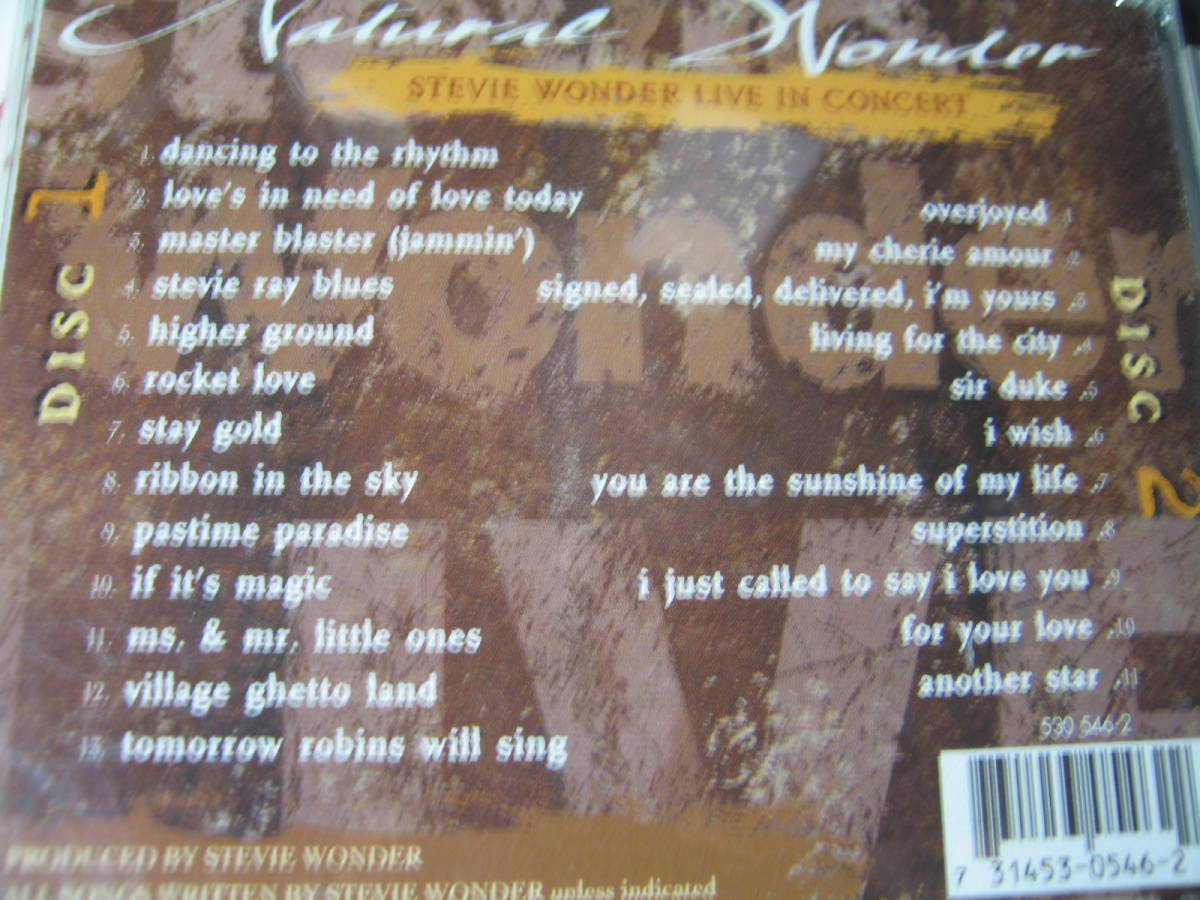 Natural Wonder
STEVIE WONDER LIVE IN CONCERT
DISC 1
1. dancing to the rhythm
2. love's in need of love today
3. master blaster (jammin')
4. stevie ray blues
5. higher ground
6. rocket love
7. stay gold
8. ribbon in the sky
9. pastime paradise
10. if it's magic
11. ms. & mr. little ones
12. village ghetto land
13. tomorrow robins will sing
DISC 2
overjoyed .1
my cherie amour .2
signed, sealed, delivered, i'm yours .3
living for the city .4
sir duke .5
i wish .6
you are the sunshine of my life .7
superstition .8
i just called to say i love you .9
for your love .10
another star .11
530 546-2
7 31453-0546-2
PRODUCED BY STEVIE WONDER
ALL SONGS WRITTEN BY STEVIE WONDER unless indicated